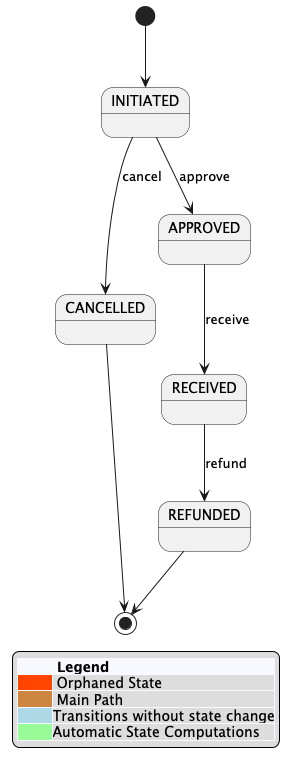 INITIATED
cancel
approve
APPROVED
CANCELLED
receive
RECEIVED
refund
REFUNDED
Legend
Orphaned State
Main Path
Transitions without state change
Automatic State Computations